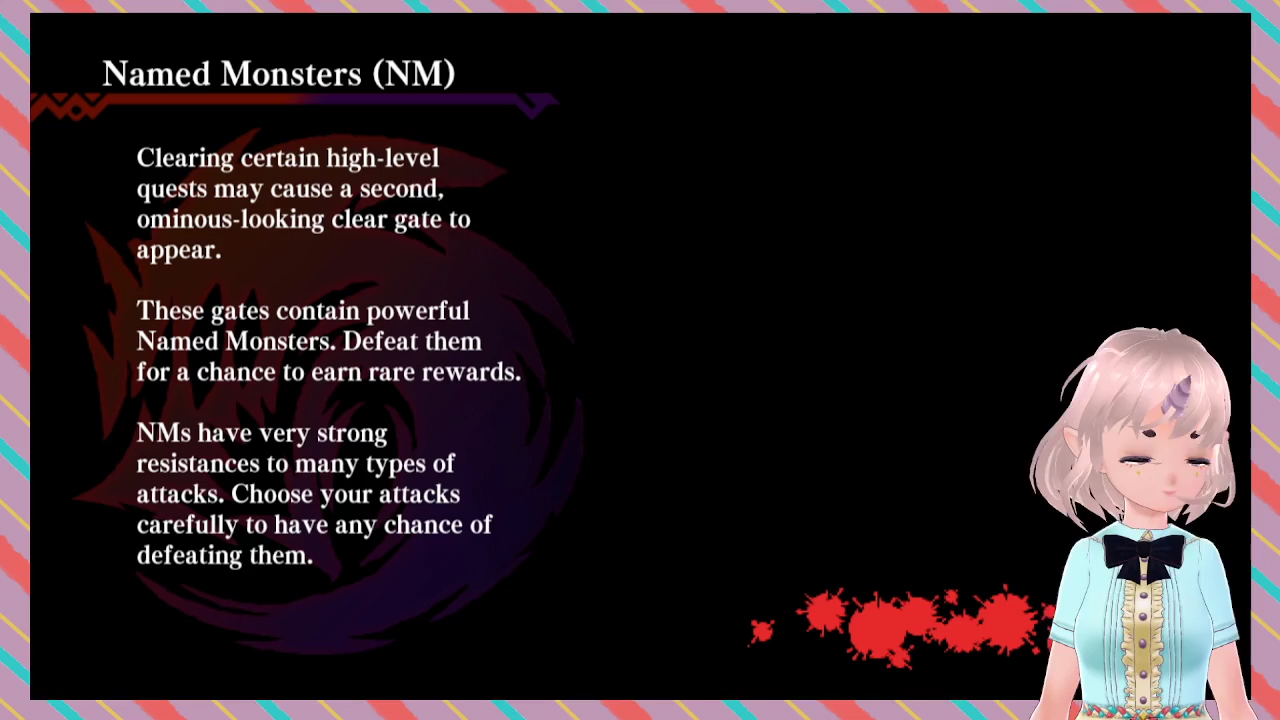 Named Monsters (NM)
Clearing certain high-level
quests may cause a second,
ominous-looking clear gate to
appear.
These gates contain powerful
Named Monsters. Defeat them
for a chance to earn rare rewards.
NMs have very strong
resistances to many types of
attacks. Choose your attacks
carefully to have any chance of
defeating them.